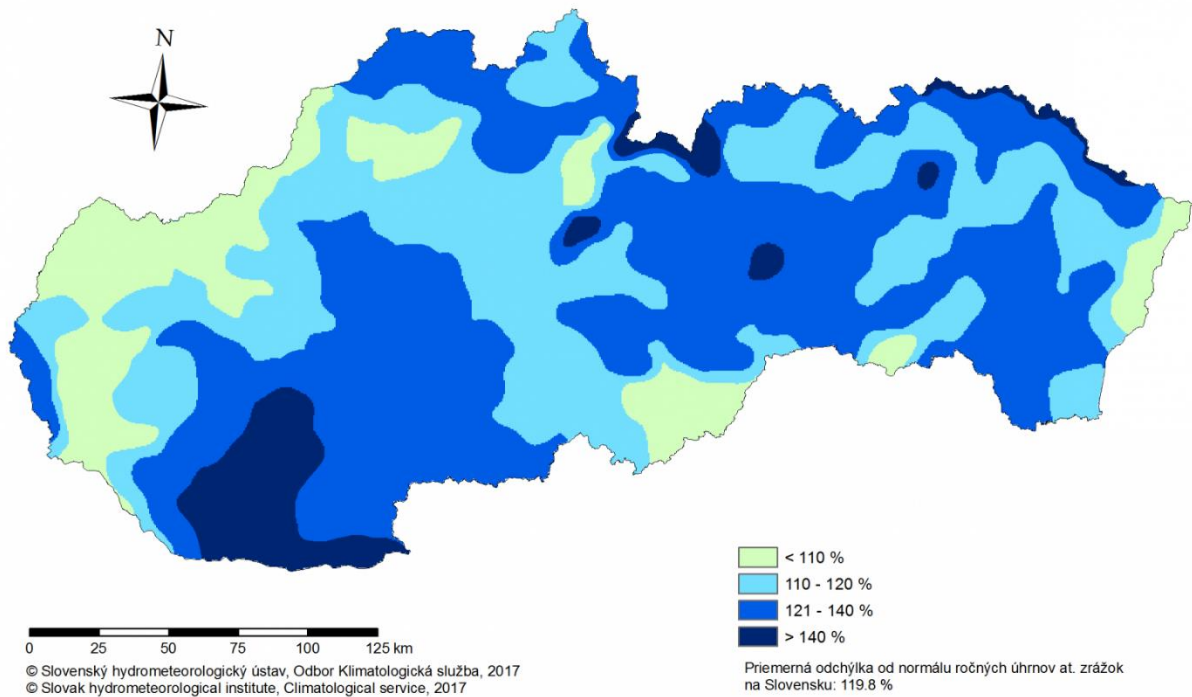 N
< 110 %
110 - 120 %
121 - 140 %
> 140 %
0 25 50 75 100 125 km
© Slovenský hydrometeorologický ústav, Odbor Klimatologická služba, 2017
© Slovak hydrometeorological institute, Climatological service, 2017
Priemerná odchýlka od normálu ročných úhrnov at. zrážok
na Slovensku: 119.8 %